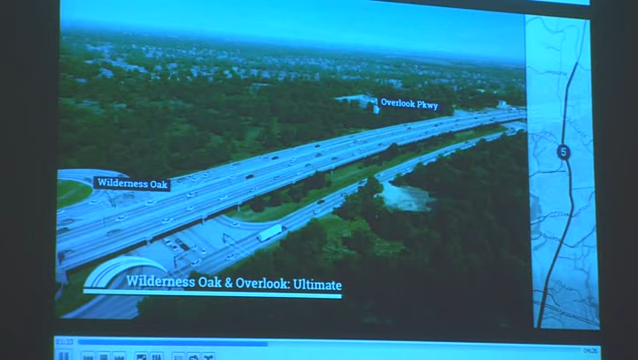 Overlook Pkwy
5
Wilderness Oak
Wilderness Oak & Overlook: Ultimate